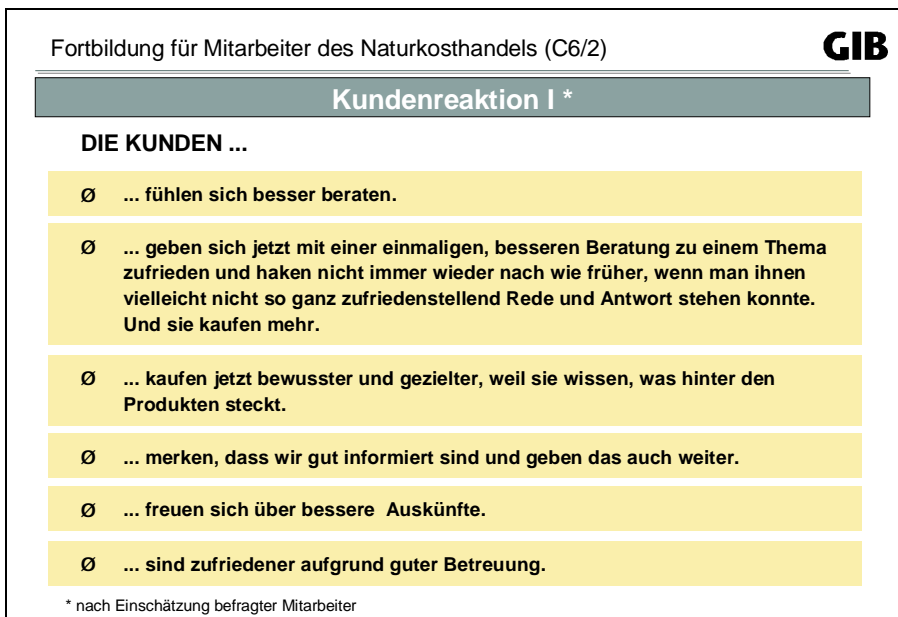 Fortbildung für Mitarbeiter des Naturkosthandels (C6/2)
GIB
Kundenreaktion I *
DIE KUNDEN ...
Ø ... fühlen sich besser beraten.
Ø ... geben sich jetzt mit einer einmaligen, besseren Beratung zu einem Thema
zufrieden und haken nicht immer wieder nach wie früher, wenn man ihnen
vielleicht nicht so ganz zufriedenstellend Rede und Antwort stehen konnte.
Und sie kaufen mehr.
Ø ... kaufen jetzt bewusster und gezielter, weil sie wissen, was hinter den
Produkten steckt.
Ø ... merken, dass wir gut informiert sind und geben das auch weiter.
Ø ... freuen sich über bessere Auskünfte.
Ø ... sind zufriedener aufgrund guter Betreuung.
* nach Einschätzung befragter Mitarbeiter